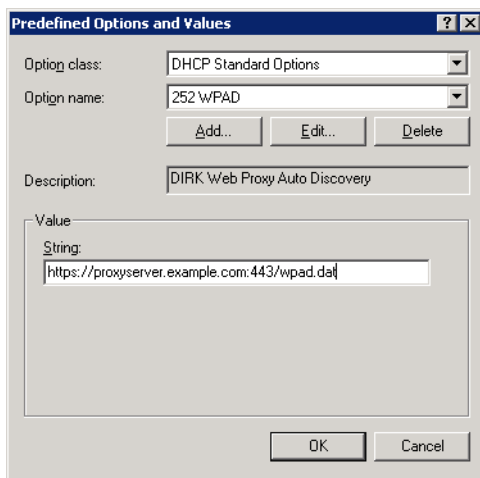 Predefined Options and Values
Option class: DHCP Standard Options
Option name: 252 WPAD
Add... Edit... Delete
Description: DIRK Web Proxy Auto Discovery
Value
String:
https://proxyserver.example.com:443/wpad.dat
OK Cancel